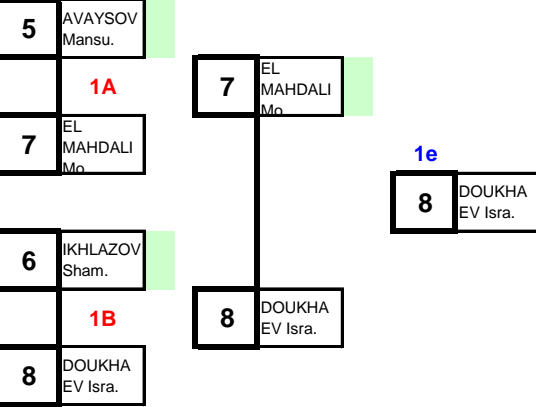 5
AVAYSOV
Mansu.
1A
7
EL
MAHDALI
Mo
6
IKHLAZOV
Sham.
1B
8
DOUKHA
EV Isra.
7
EL
MAHDALI
Mo
8
DOUKHA
EV Isra.
1e
8
DOUKHA
EV Isra.